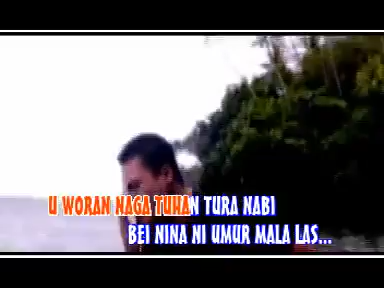 U WORAN NAGA TUHAN TURA NABI
BEI NINA NI UMUR MALA LAS...